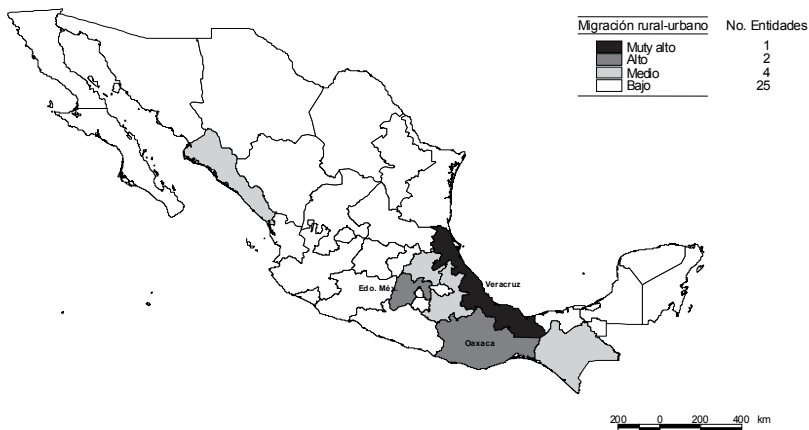 Migración rural-urbano No. Entidades
Muty alto 1
Alto 2
Medio 4
Bajo 25
Edo. Méx.
Veracruz
Oaxaca
200 0 200 400 km